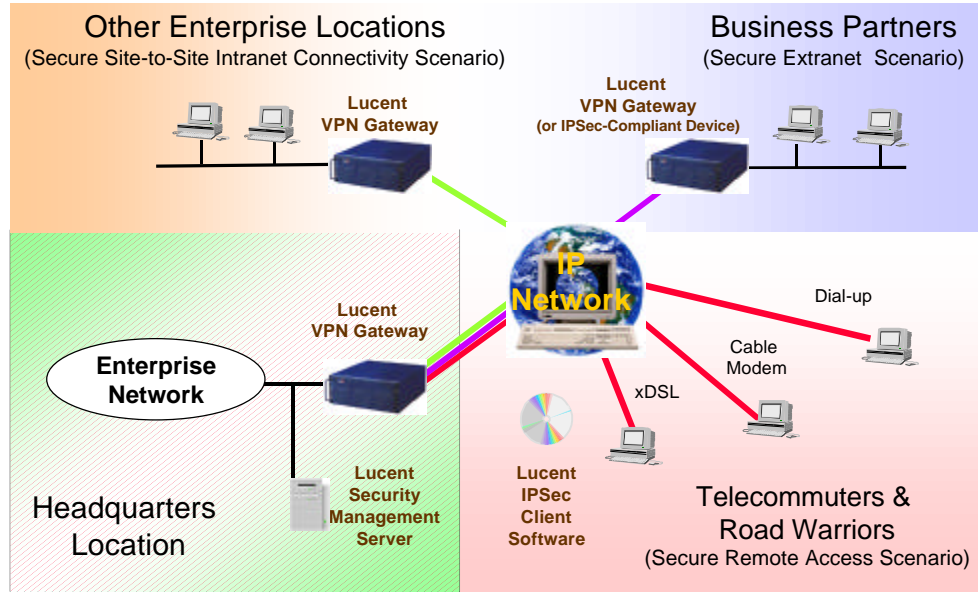 Other Enterprise Locations
(Secure Site-to-Site Intranet Connectivity Scenario)
Business Partners
(Secure Extranet Scenario)
Lucent
VPN Gateway
Lucent
VPN Gateway
(or IPSec-Compliant Device)
IP
Network
Lucent
VPN Gateway
Enterprise
Network
Dial-up
Cable
Modem
xDSL
Headquarters
Location
Lucent
Security
Management
Server
Lucent
IPSec
Client
Software
Telecommuters &
Road Warriors
(Secure Remote Access Scenario)